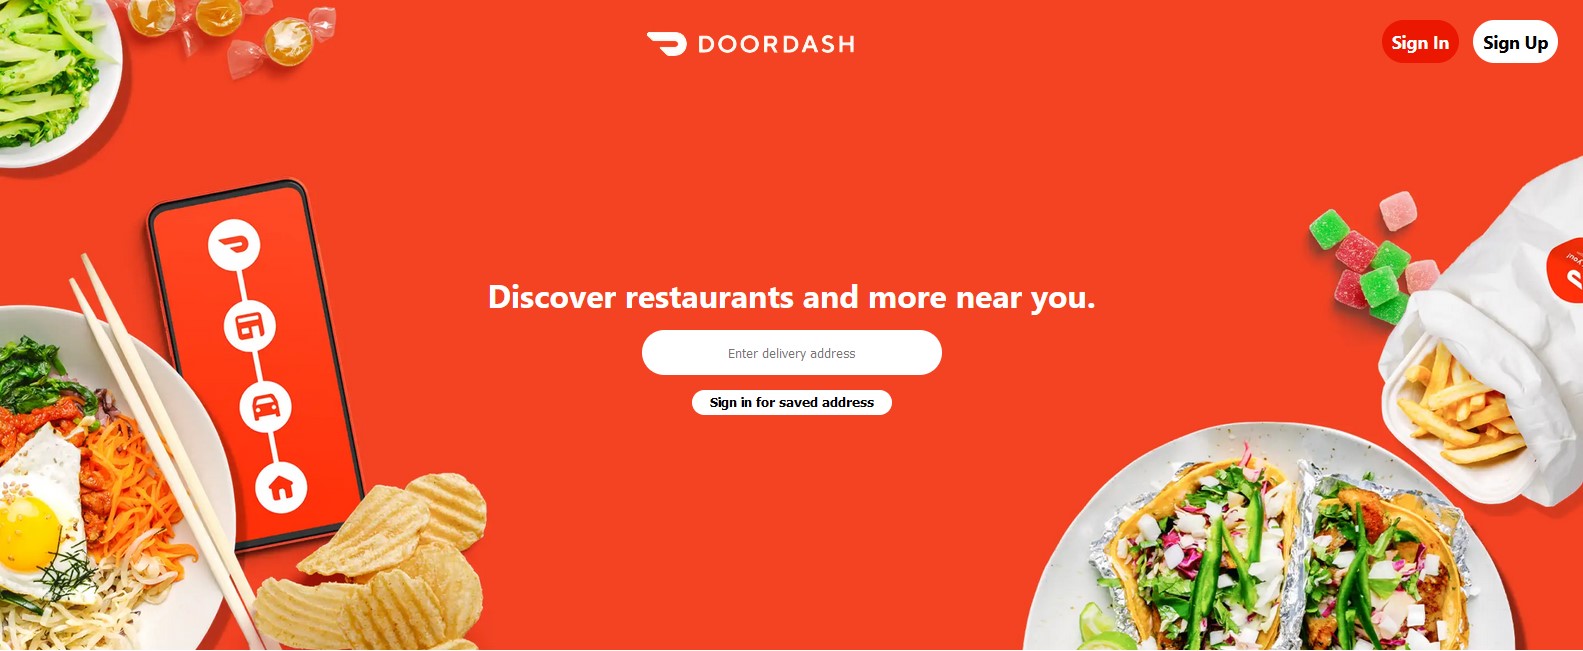 DOORDASH
Sign In
Sign Up
Discover restaurants and more near you.
Enter delivery address
Sign in for saved address